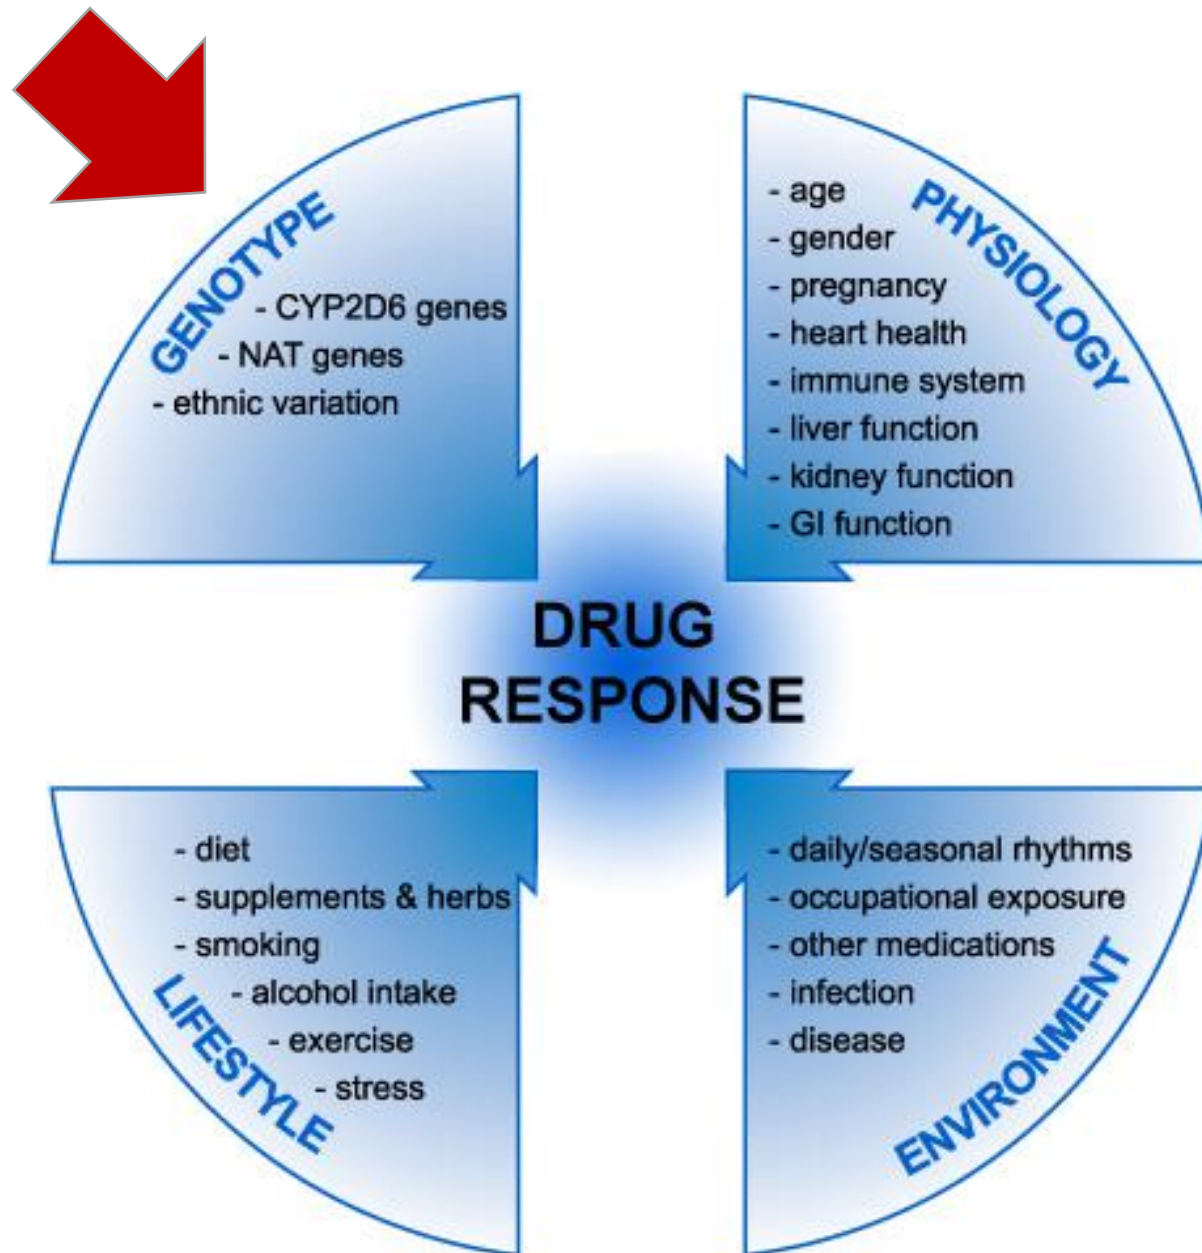 GENOTYPE
- CYP2D6 genes
- NAT genes
- ethnic variation
PHYSIOLOGY
- age
- gender
- pregnancy
- heart health
- immune system
- liver function
- kidney function
- GI function
DRUG
RESPONSE
- diet
- supplements & herbs
- smoking
- alcohol intake
- exercise
- stress
LIFESTYLE
- daily/seasonal rhythms
- occupational exposure
- other medications
- infection
- disease
ENVIRONMENT